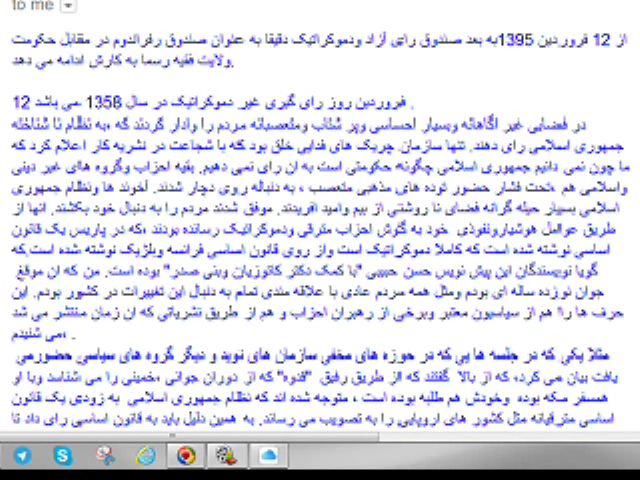 to me
از 12 فروردین 1395به بعد صندوق رای آزاد ودموکراتیک دقیقا به عنوان صندوق رفراندوم در مقابل حکومت
ولایت فقیه رسما به کارش ادامه می دهد.
12 فروردین روز رای گیری غیر دموکراتیک در سال 1358 می باشد .
در فضایی غیر اگاهانه وبسیار احساسی وپر شتاب ومتعصبانه مردم را وادار کردند که ،به نظام نا شناخته
جمهوری اسلامی رای دهند. تنها سازمان چریک های فدایی خلق بود که با شجاعت در نشریه کار اعلام کرد که
ما چون نمی دانیم جمهوری اسلامی چگونه حکومتی است به ان رای نمی دهیم. بقیه احزاب وگروه های غیر دینی
واسلامی هم ،تحت فشار حضور توده های مذهبی متعصب ، به دنباله روی دچار شدند. آخوند ها ونظام جمهوری
اسلامی بسیار حیله گرانه فضای نا روشنی از بیم وامید افریدند. موفق شدند مردم را به دنبال خود بکشند. انها از
طریق عوامل هوشیارونفوذی خود به گوش احزاب مترقی ودموکراتیک رسانده بودند ،که در پاریس یک قانون
اساسی نوشته شده است که کاملا دموکراتیک است واز روی قانون اساسی فرانسه وبلژیک نوشته شده است.که
گویا نویسندگان این پیش نویس حسن حبیبی "با کمک دکتر کاتوزیان وبنی صدر" بوده است. من که ان موقع
جوان نوزده ساله ای بودم ومثل همه مردم عادی با علاقه مندی تمام به دنبال این تغییرات در کشور بودم. این
حرف ها را هم از سیاسیون معتبر وبرخی از رهبران احزاب و هم از طریق نشریاتی که ان زمان منتشر می شد
،می شنیدم .
مثلا یکی که در جلسه ها یی که در حوزه های مخفی سازمان های نوید و دیگر گروه های سیاسی حضورمی
یافت بیان می کرد، که از بالا گفتند که از طریق رفیق "قدوه" که از دوران جوانی ،خمینی را می شناسد وبا او
همسفر سکه بوده وخودش هم طلبه بوده است ، متوجه شده اند که نظام جمهوری اسلامی به زودی یک قانون
اساسی مترقیانه مثل کشور های اروپایی را به تصویب می رساند. به همین دلیل باید به قانون اساسی رای داد تا